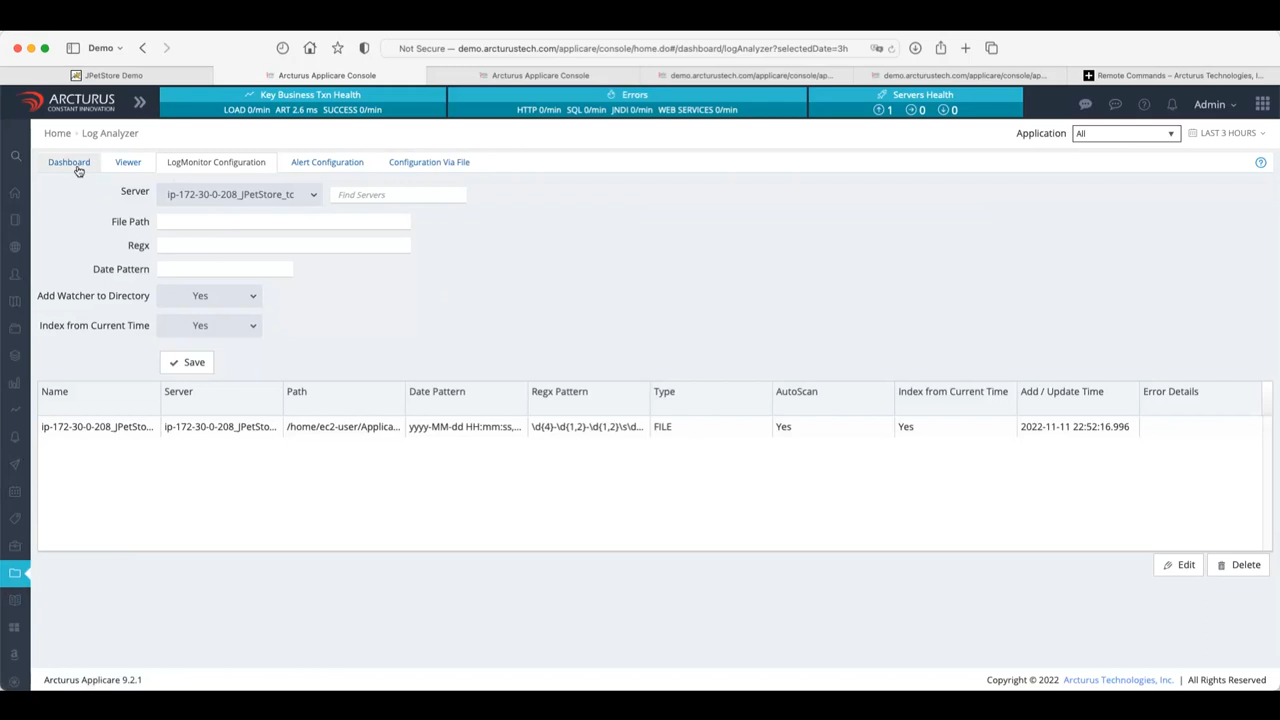 Demo
Not Secure — demo.arcturustech.com/applicare/console/home.do#/dashboard/logAnalyzer?selectedDate=3h
JPetStore Demo
Arcturus Applicare Console
Arcturus Applicare Console
demo.arcturustech.com/applicare/console/ap...
demo.arcturustech.com/applicare/console/ap...
Remote Commands – Arcturus Technologies, I...
ARCTURUS
CONSTANT INNOVATION
Key Business Txn Health
LOAD 0/min ART 2.6 ms SUCCESS 0/min
Errors
HTTP 0/min SQL 0/min JNDI 0/min WEB SERVICES 0/min
Servers Health
1 0 0
Admin
Home Log Analyzer
Application All LAST 3 HOURS
Dashboard Viewer LogMonitor Configuration Alert Configuration Configuration Via File
Server ip-172-30-0-208_JPetStore_tc Find Servers
File Path
Regx
Date Pattern
Add Watcher to Directory Yes
Index from Current Time Yes
Save
Name Server Path Date Pattern Regx Pattern Type AutoScan Index from Current Time Add / Update Time Error Details
ip-172-30-0-208_JPetSto... ip-172-30-0-208_JPetSto... /home/ec2-user/Applica... yyyy-MM-dd HH:mm:ss,... \d{4}-\d{1,2}-\d{1,2}\s\d... FILE Yes Yes 2022-11-11 22:52:16.996
Edit Delete
Arcturus Applicare 9.2.1
Copyright © 2022 Arcturus Technologies, Inc. | All Rights Reserved